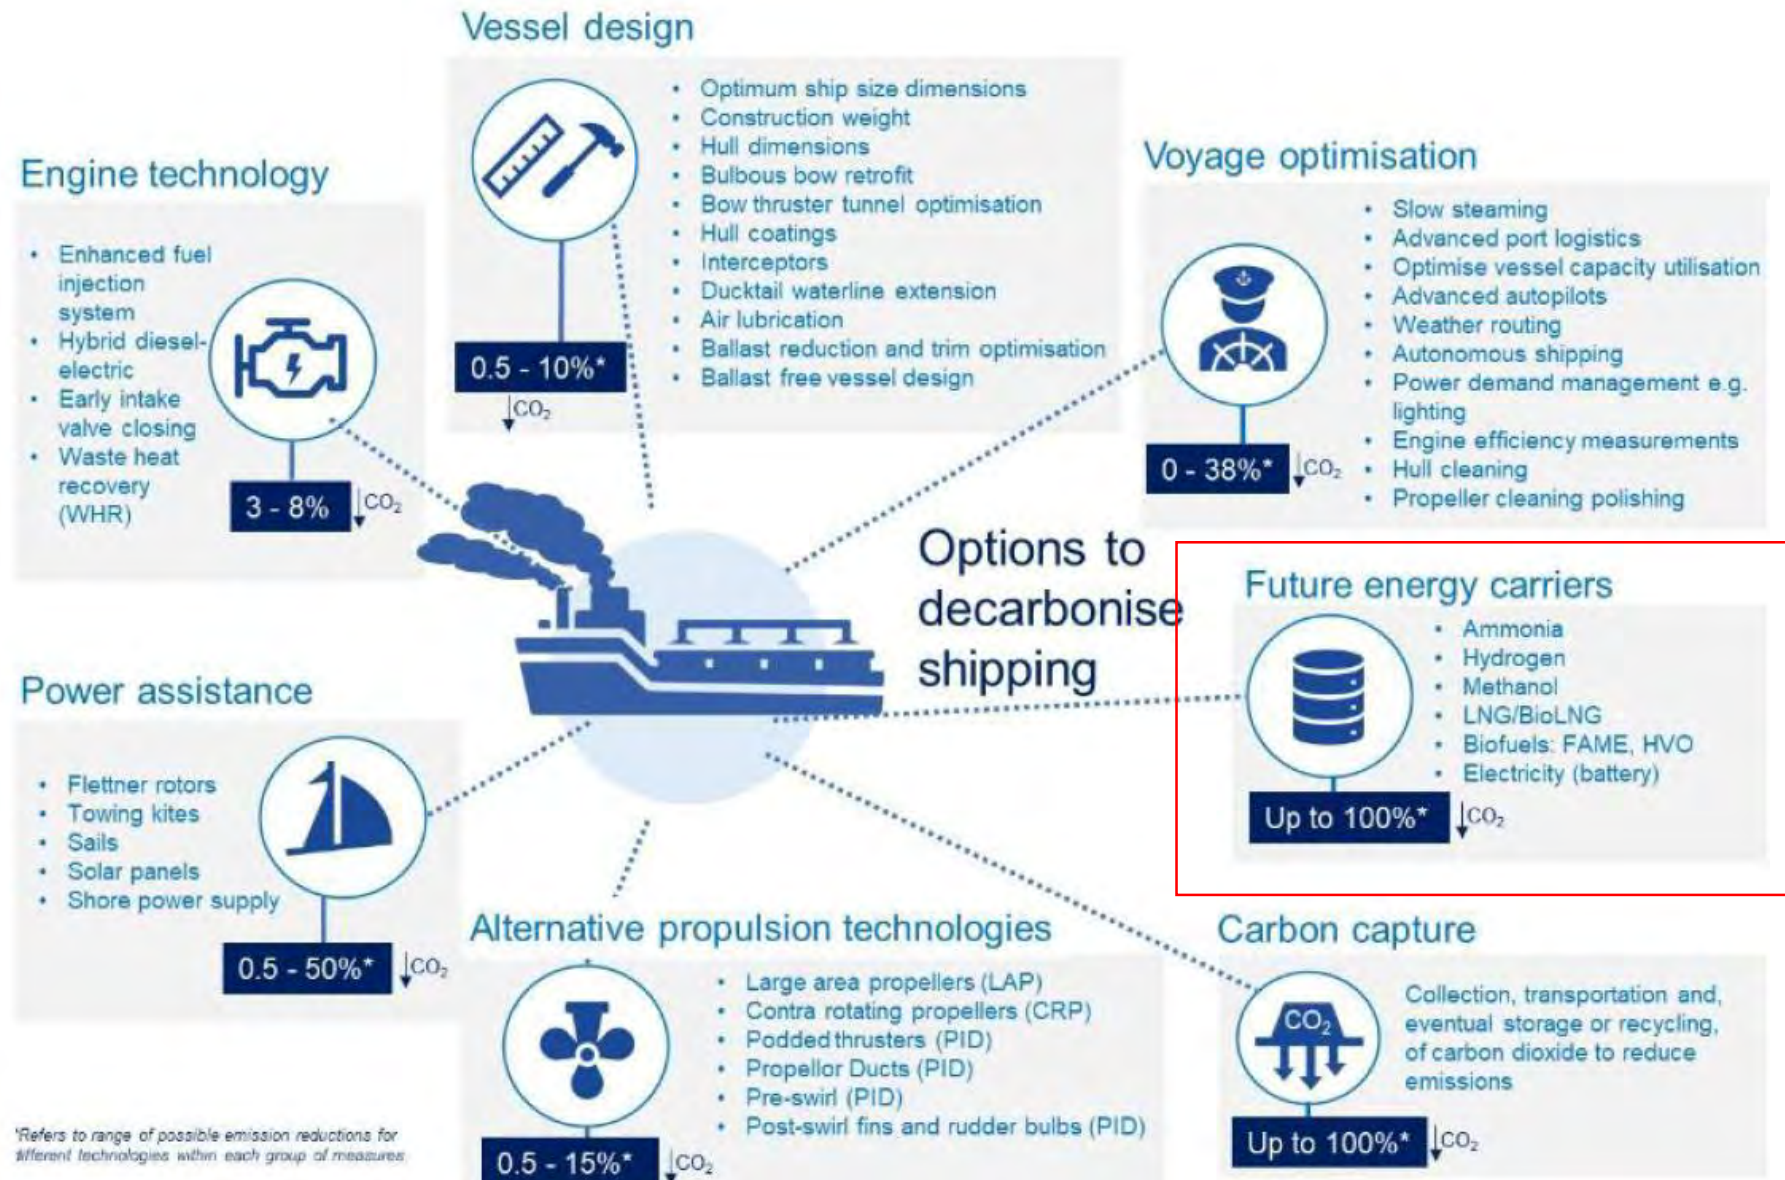 Vessel design
• Optimum ship size dimensions
• Construction weight
• Hull dimensions
• Bulbous bow retrofit
• Bow thruster tunnel optimisation
• Hull coatings
• Interceptors
• Ducktail waterline extension
• Air lubrication
• Ballast reduction and trim optimisation
• Ballast free vessel design
0.5 - 10%*
↓CO₂
Engine technology
• Enhanced fuel
injection
system
• Hybrid diesel-
electric
• Early intake
valve closing
• Waste heat
recovery
(WHR)
3 - 8%
↓CO₂
Voyage optimisation
• Slow steaming
• Advanced port logistics
• Optimise vessel capacity utilisation
• Advanced autopilots
• Weather routing
• Autonomous shipping
• Power demand management e.g.
lighting
• Engine efficiency measurements
• Hull cleaning
• Propeller cleaning polishing
0 - 38%*
↓CO₂
Options to
decarbonise
shipping
Future energy carriers
• Ammonia
• Hydrogen
• Methanol
• LNG/BioLNG
• Biofuels: FAME, HVO
• Electricity (battery)
Up to 100%*
↓CO₂
Power assistance
• Flettner rotors
• Towing kites
• Sails
• Solar panels
• Shore power supply
0.5 - 50%*
↓CO₂
Alternative propulsion technologies
• Large area propellers (LAP)
• Contra rotating propellers (CRP)
• Podded thrusters (PID)
• Propellor Ducts (PID)
• Pre-swirl (PID)
• Post-swirl fins and rudder bulbs (PID)
0.5 - 15%*
↓CO₂
Carbon capture
CO₂
Collection, transportation and,
eventual storage or recycling,
of carbon dioxide to reduce
emissions
Up to 100%*
↓CO₂
*Refers to range of possible emission reductions for
different technologies within each group of measures